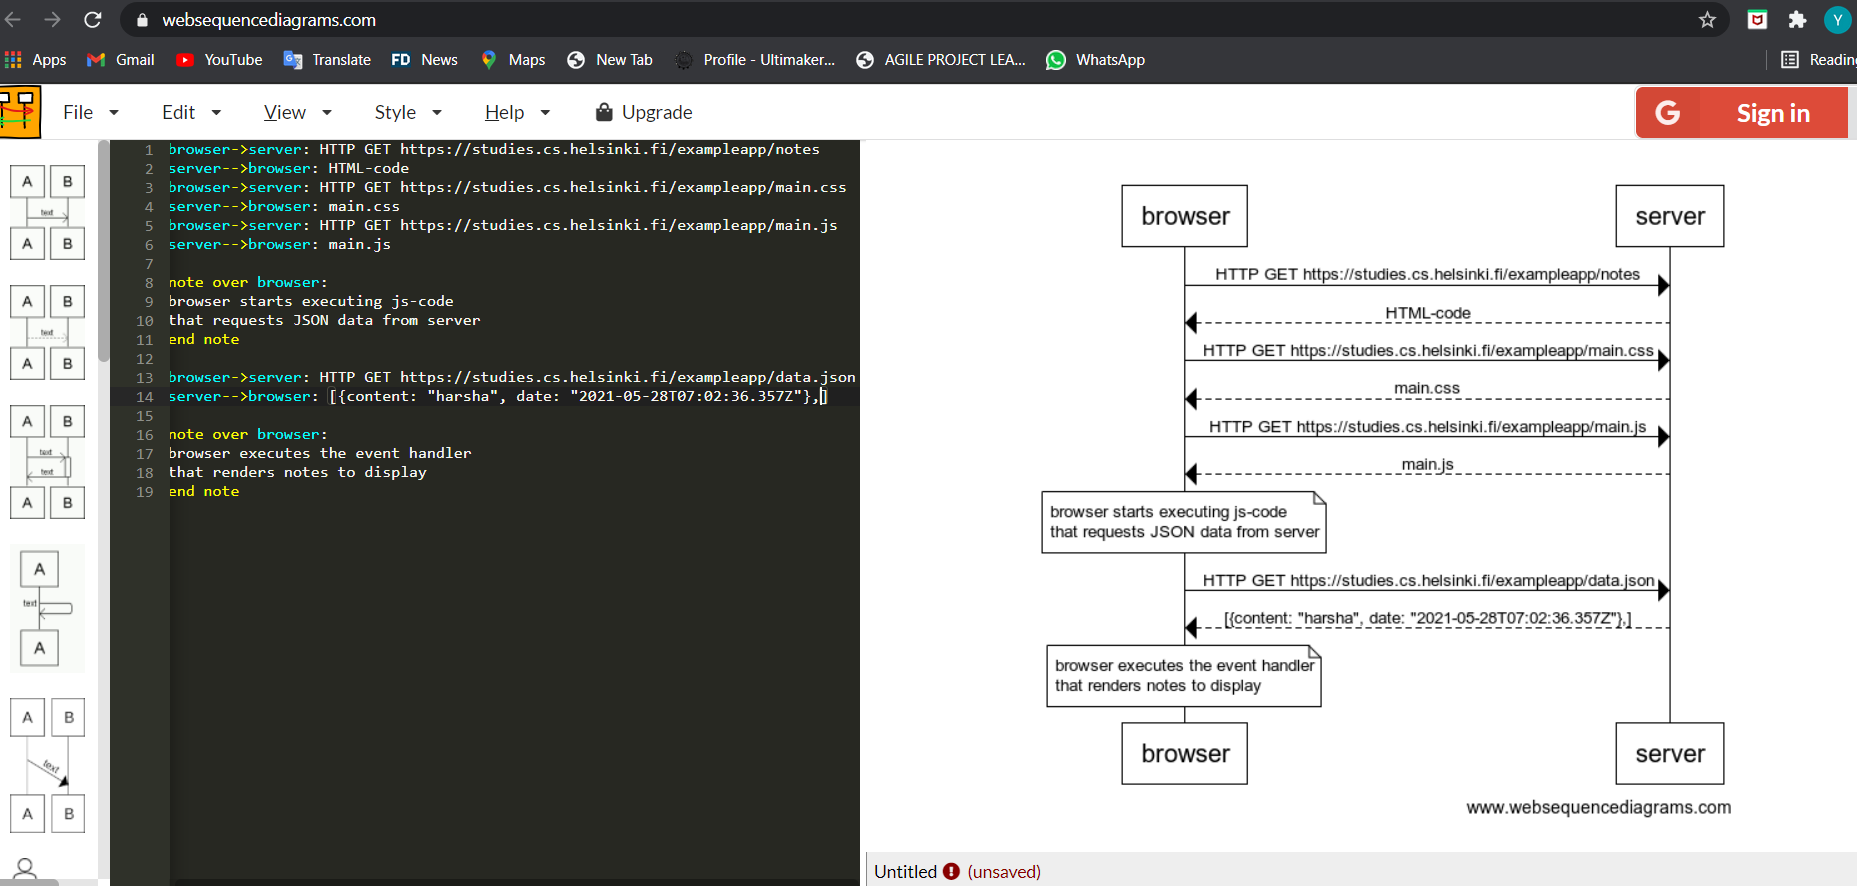 websequencediagrams.com
Y
Apps Gmail YouTube Translate FD News Maps New Tab Profile - Ultimaker... AGILE PROJECT LEA... WhatsApp Reading
File Edit View Style Help Upgrade
G Sign in
A B
text
A B
A B
text
A B
A B
text
text
A B
A
text
A
A B
text
A B
1 browser->server: HTTP GET https://studies.cs.helsinki.fi/exampleapp/notes
2 server-->browser: HTML-code
3 browser->server: HTTP GET https://studies.cs.helsinki.fi/exampleapp/main.css
4 server-->browser: main.css
5 browser->server: HTTP GET https://studies.cs.helsinki.fi/exampleapp/main.js
6 server-->browser: main.js
7
8 note over browser:
9 browser starts executing js-code
10 that requests JSON data from server
11 end note
12
13 browser->server: HTTP GET https://studies.cs.helsinki.fi/exampleapp/data.json
14 server-->browser: [{content: "harsha", date: "2021-05-28T07:02:36.357Z"},]
15
16 note over browser:
17 browser executes the event handler
18 that renders notes to display
19 end note
browser server
HTTP GET https://studies.cs.helsinki.fi/exampleapp/notes
HTML-code
HTTP GET https://studies.cs.helsinki.fi/exampleapp/main.css
main.css
HTTP GET https://studies.cs.helsinki.fi/exampleapp/main.js
main.js
browser starts executing js-code
that requests JSON data from server
HTTP GET https://studies.cs.helsinki.fi/exampleapp/data.json
[{content: "harsha", date: "2021-05-28T07:02:36.357Z"},]
browser executes the event handler
that renders notes to display
browser server
www.websequencediagrams.com
Untitled ! (unsaved)